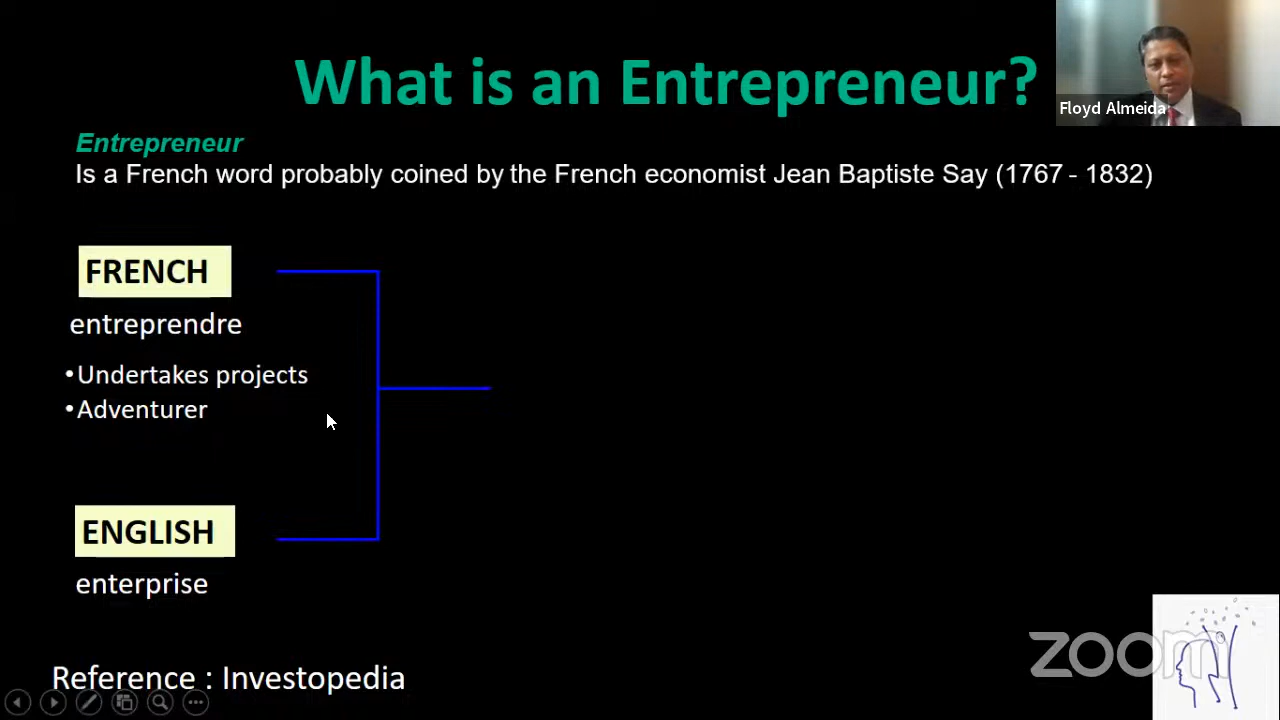 What is an Entrepreneur?
Floyd Almeida
Entrepreneur
Is a French word probably coined by the French economist Jean Baptiste Say (1767 - 1832)
FRENCH
entreprendre
•Undertakes projects
•Adventurer
ENGLISH
enterprise
Reference : Investopedia
zoom